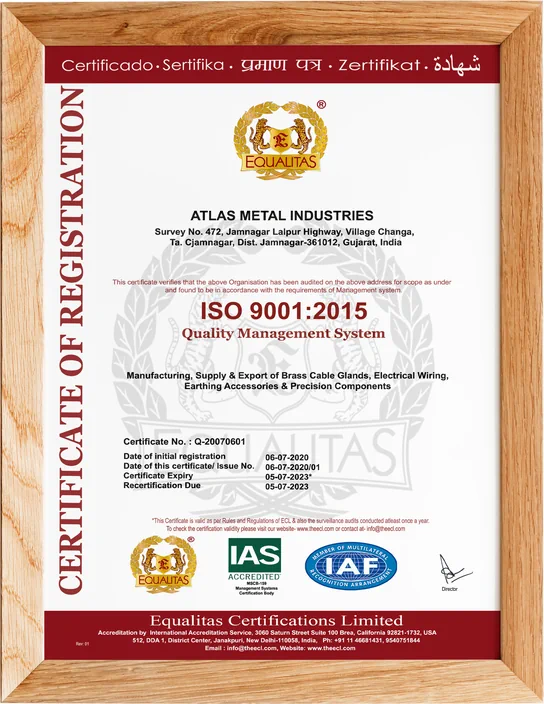 Certificado · Sertifika · प्रमाण पत्र · Zertifikat · شهادة
CERTIFICATE OF REGISTRATION
®
E
EQUALITAS
ATLAS METAL INDUSTRIES
Survey No. 472, Jamnagar Lalpur Highway, Village Changa,
Ta. Cjamnagar, Dist. Jamnagar-361012, Gujarat, India
This certificate verifies that the above Organisation has been audited on the above address for scope as under
and found to be in accordance with the requirements of Management system
ISO 9001:2015
Quality Management System
Manufacturing, Supply & Export of Brass Cable Glands, Electrical Wiring,
Earthing Accessories & Precision Components
EQUALITAS
Certificate No. : Q-20070601
Date of initial registration 06-07-2020
Date of this certificate/ Issue No. 06-07-2020/01
Certificate Expiry 05-07-2023*
Recertification Due 05-07-2023
*This Certificate is valid as per Rules and Regulations of ECL & also the surveillance audits conducted atleast once a year.
To check the certification validity please visit our website- www.theecl.com or contact at- info@theecl.com
®
E
EQUALITAS
IAS
ACCREDITED
MSCB-159
Management Systems
Certification Body
MEMBER OF MULTILATERAL
IAF
RECOGNITION ARRANGEMENT
Director
Equalitas Certifications Limited
Accreditation by International Accreditation Service, 3060 Saturn Street Suite 100 Brea, California 92821-1732, USA
512, DDA 1, District Center, Janakpuri, New Delhi-110058, India, Ph: +91 11 46681431, 9540751844
Email : info@theecl.com, Website: www.theecl.com
Rev: 01